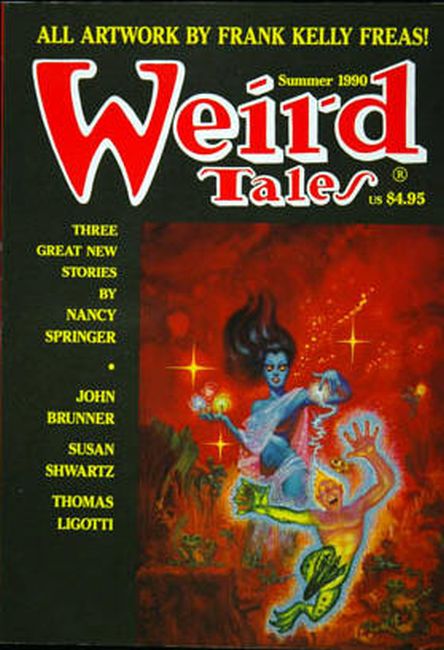 ALL ARTWORK BY FRANK KELLY FREAS!
Summer 1990
Weird
Tales
®
US $4.95
THREE
GREAT NEW
STORIES
BY
NANCY
SPRINGER
•
JOHN
BRUNNER
SUSAN
SHWARTZ
THOMAS
LIGOTTI